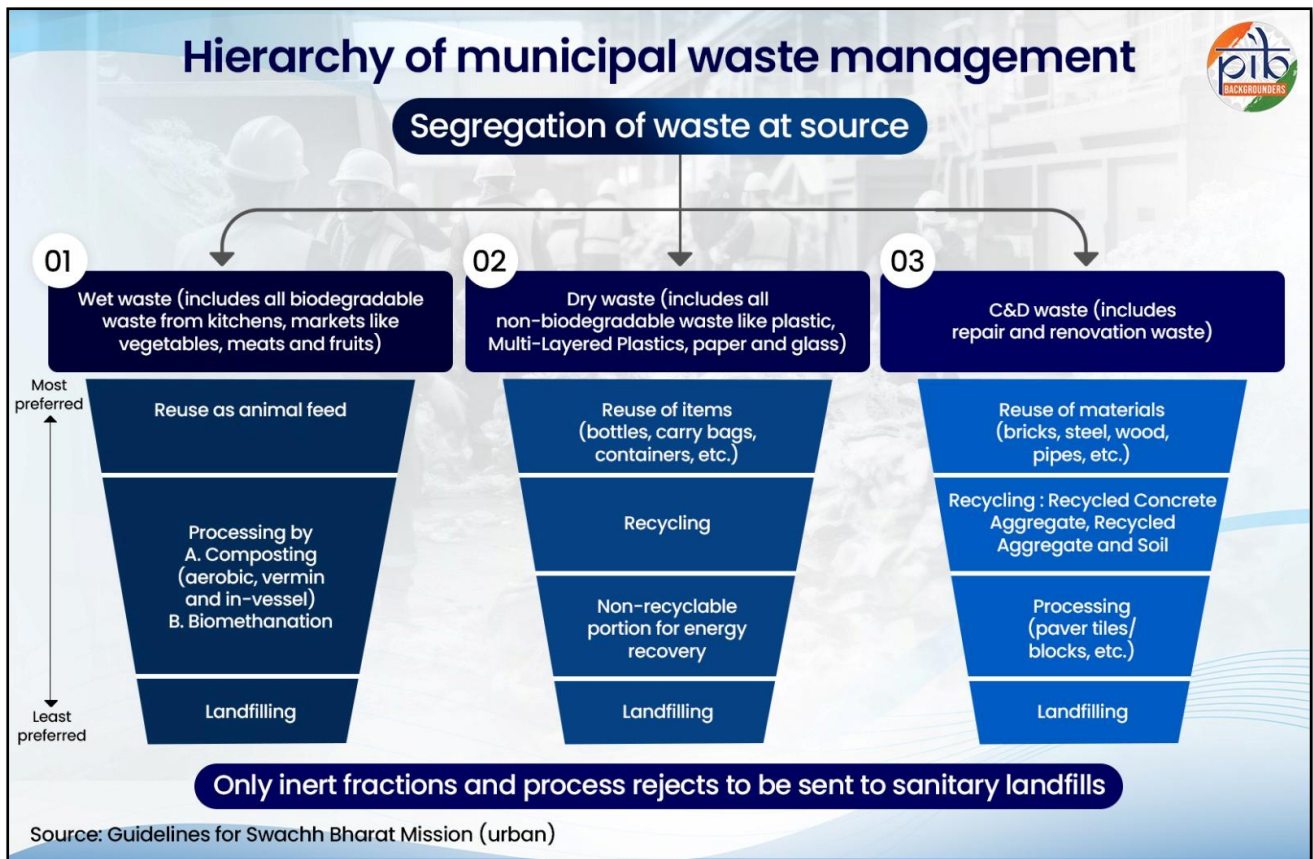 Hierarchy of municipal waste management
pib
BACKGROUNDERS
Segregation of waste at source
01
Wet waste (includes all biodegradable
waste from kitchens, markets like
vegetables, meats and fruits)
02
Dry waste (includes all
non-biodegradable waste like plastic,
Multi-Layered Plastics, paper and glass)
03
C&D waste (includes
repair and renovation waste)
Most
preferred
Least
preferred
Reuse as animal feed
Processing by
A. Composting
(aerobic, vermin
and in-vessel)
B. Biomethanation
Landfilling
Reuse of items
(bottles, carry bags,
containers, etc.)
Recycling
Non-recyclable
portion for energy
recovery
Landfilling
Reuse of materials
(bricks, steel, wood,
pipes, etc.)
Recycling : Recycled Concrete
Aggregate, Recycled
Aggregate and Soil
Processing
(paver tiles/
blocks, etc.)
Landfilling
Only inert fractions and process rejects to be sent to sanitary landfills
Source: Guidelines for Swachh Bharat Mission (urban)